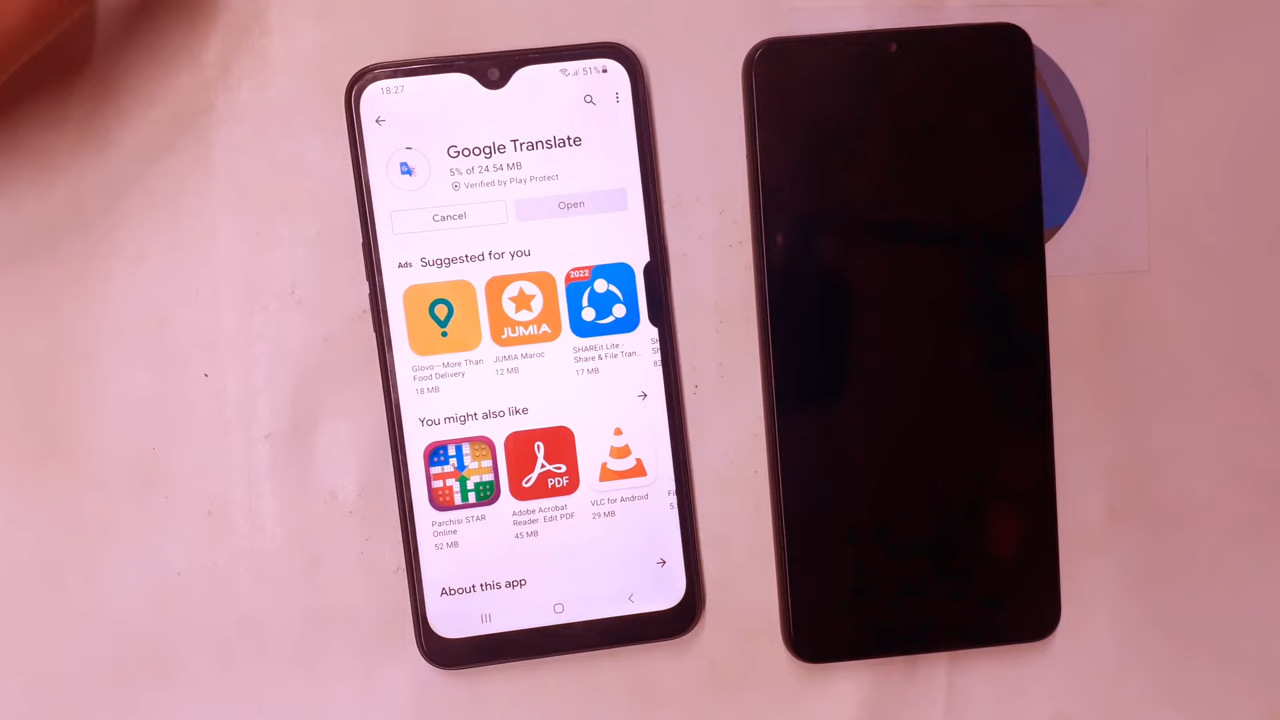 18:27
51%
Google Translate
5% of 24.54 MB
Verified by Play Protect
Cancel
Open
Ads Suggested for you
2022
JUMIA
Glovo－More Than
Food Delivery
18 MB
JUMIA Maroc
12 MB
SHAREit Lite -
Share & File Tran...
17 MB
SH
82
You might also like
PDF
Parchisi STAR
Online
52 MB
Adobe Acrobat
Reader: Edit PDF
45 MB
VLC for Android
29 MB
5.
About this app